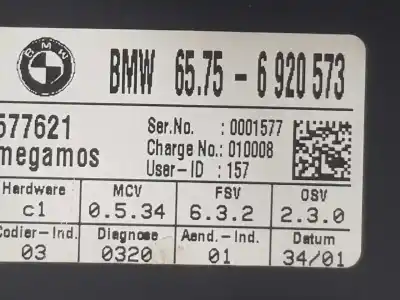 BMW
BMW 65.75 - 6 920 573
577621
megamos
Ser.No. : 0001577
Charge No.: 010008
User-ID : 157
Hardware MCV FSV OSV
c1 0.5.34 6.3.2 2.3.0
Codier-Ind. Diagnose Aend.-Ind. Datum
03 0320 01 34/01